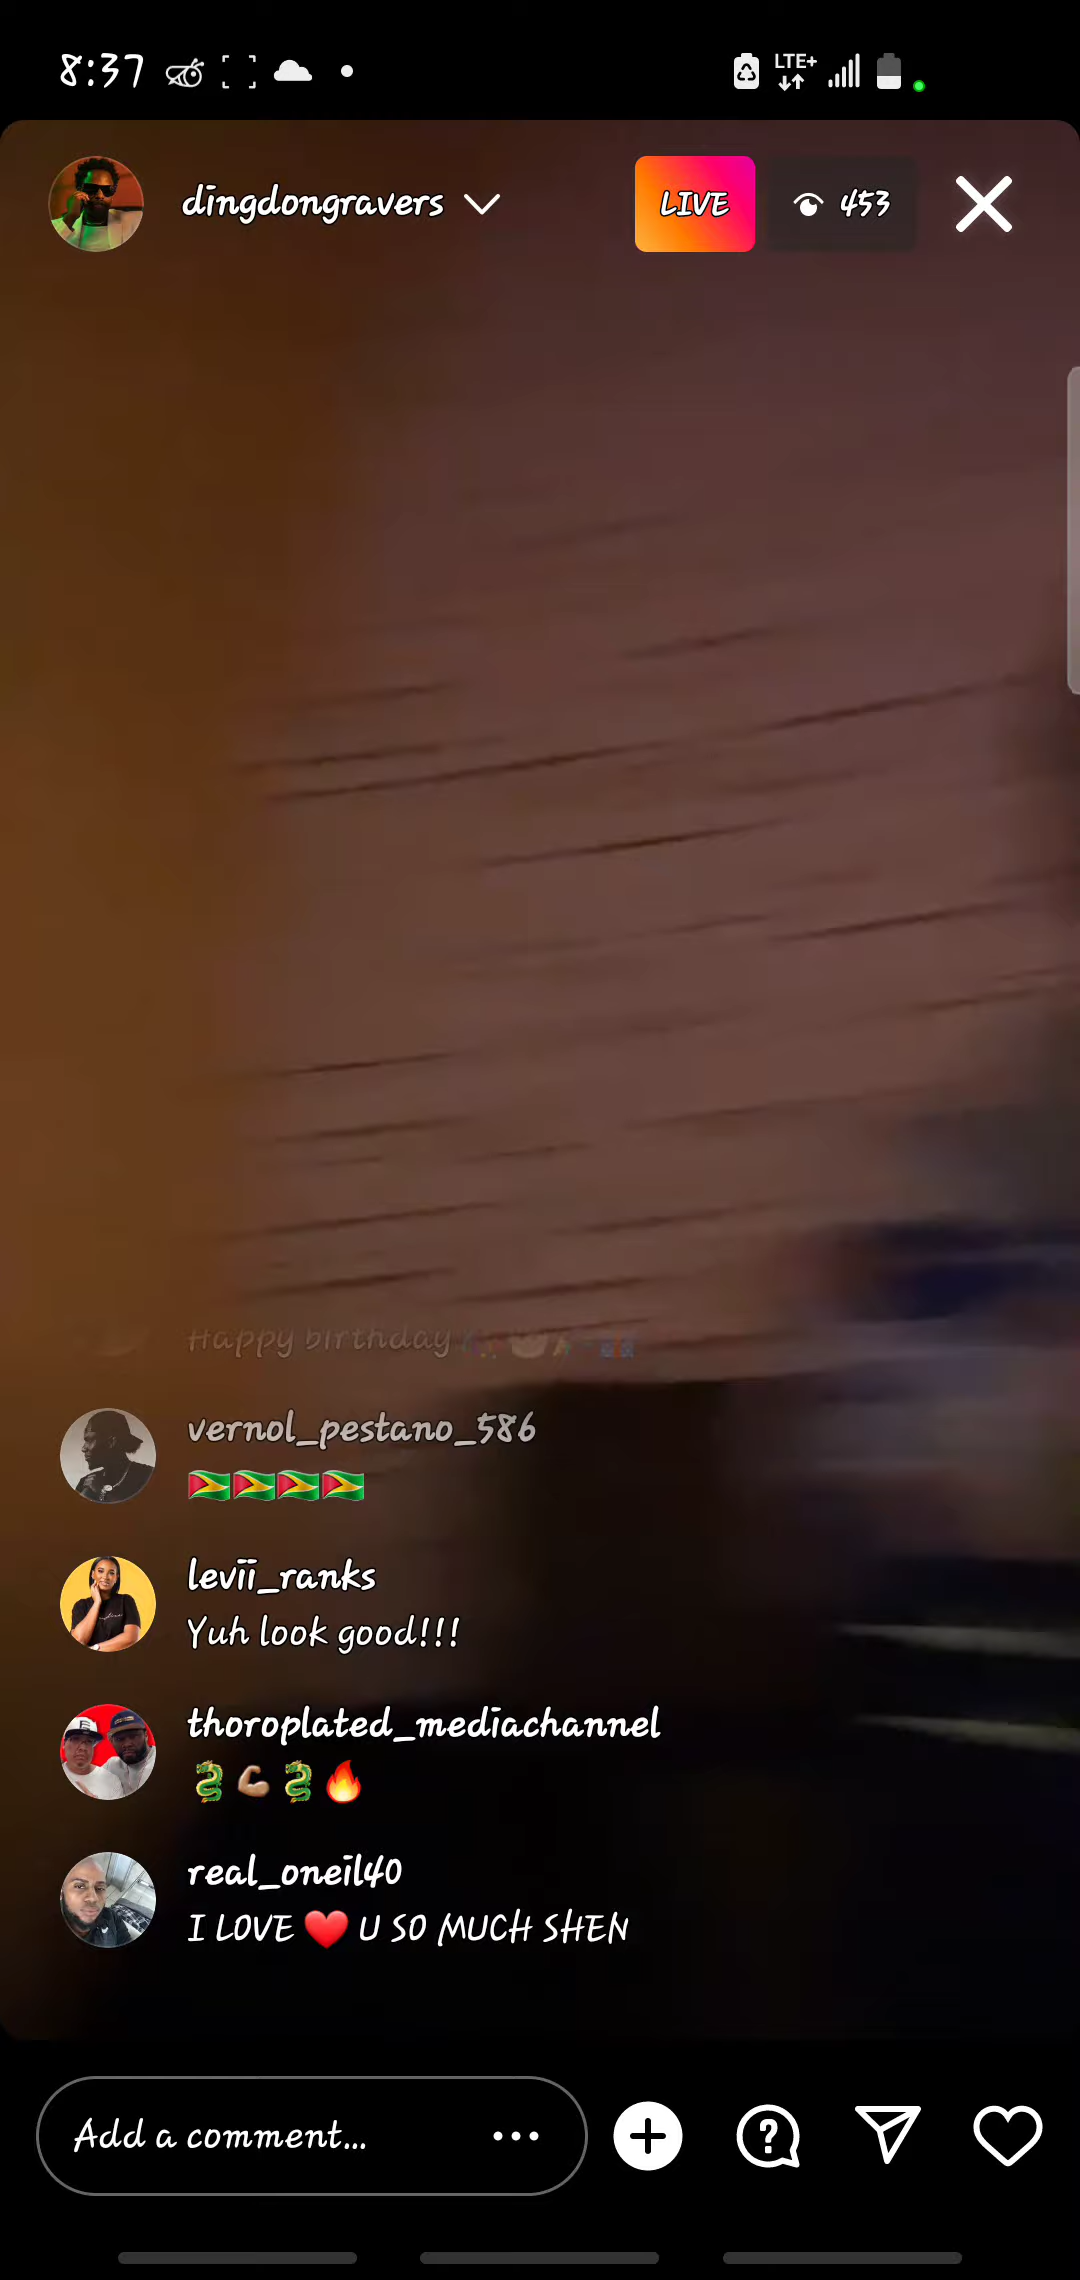 8:37
LTE+
dingdongravers
LIVE
453
Happy birthday
vernol_pestano_586
levii_ranks
Yuh look good!!!
thoroplated_mediachannel
real_oneil40
I LOVE ❤️ U SO MUCH SHEN
Add a comment...